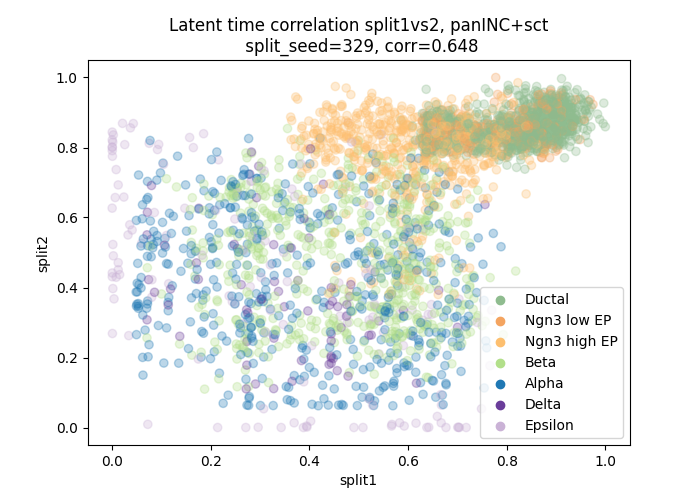 Latent time correlation split1vs2, panINC+sct
split_seed=329, corr=0.648
1.0
0.8
0.6
0.4
0.2
0.0
split2
Ductal
Ngn3 low EP
Ngn3 high EP
Beta
Alpha
Delta
Epsilon
0.0 0.2 0.4 0.6 0.8 1.0
split1